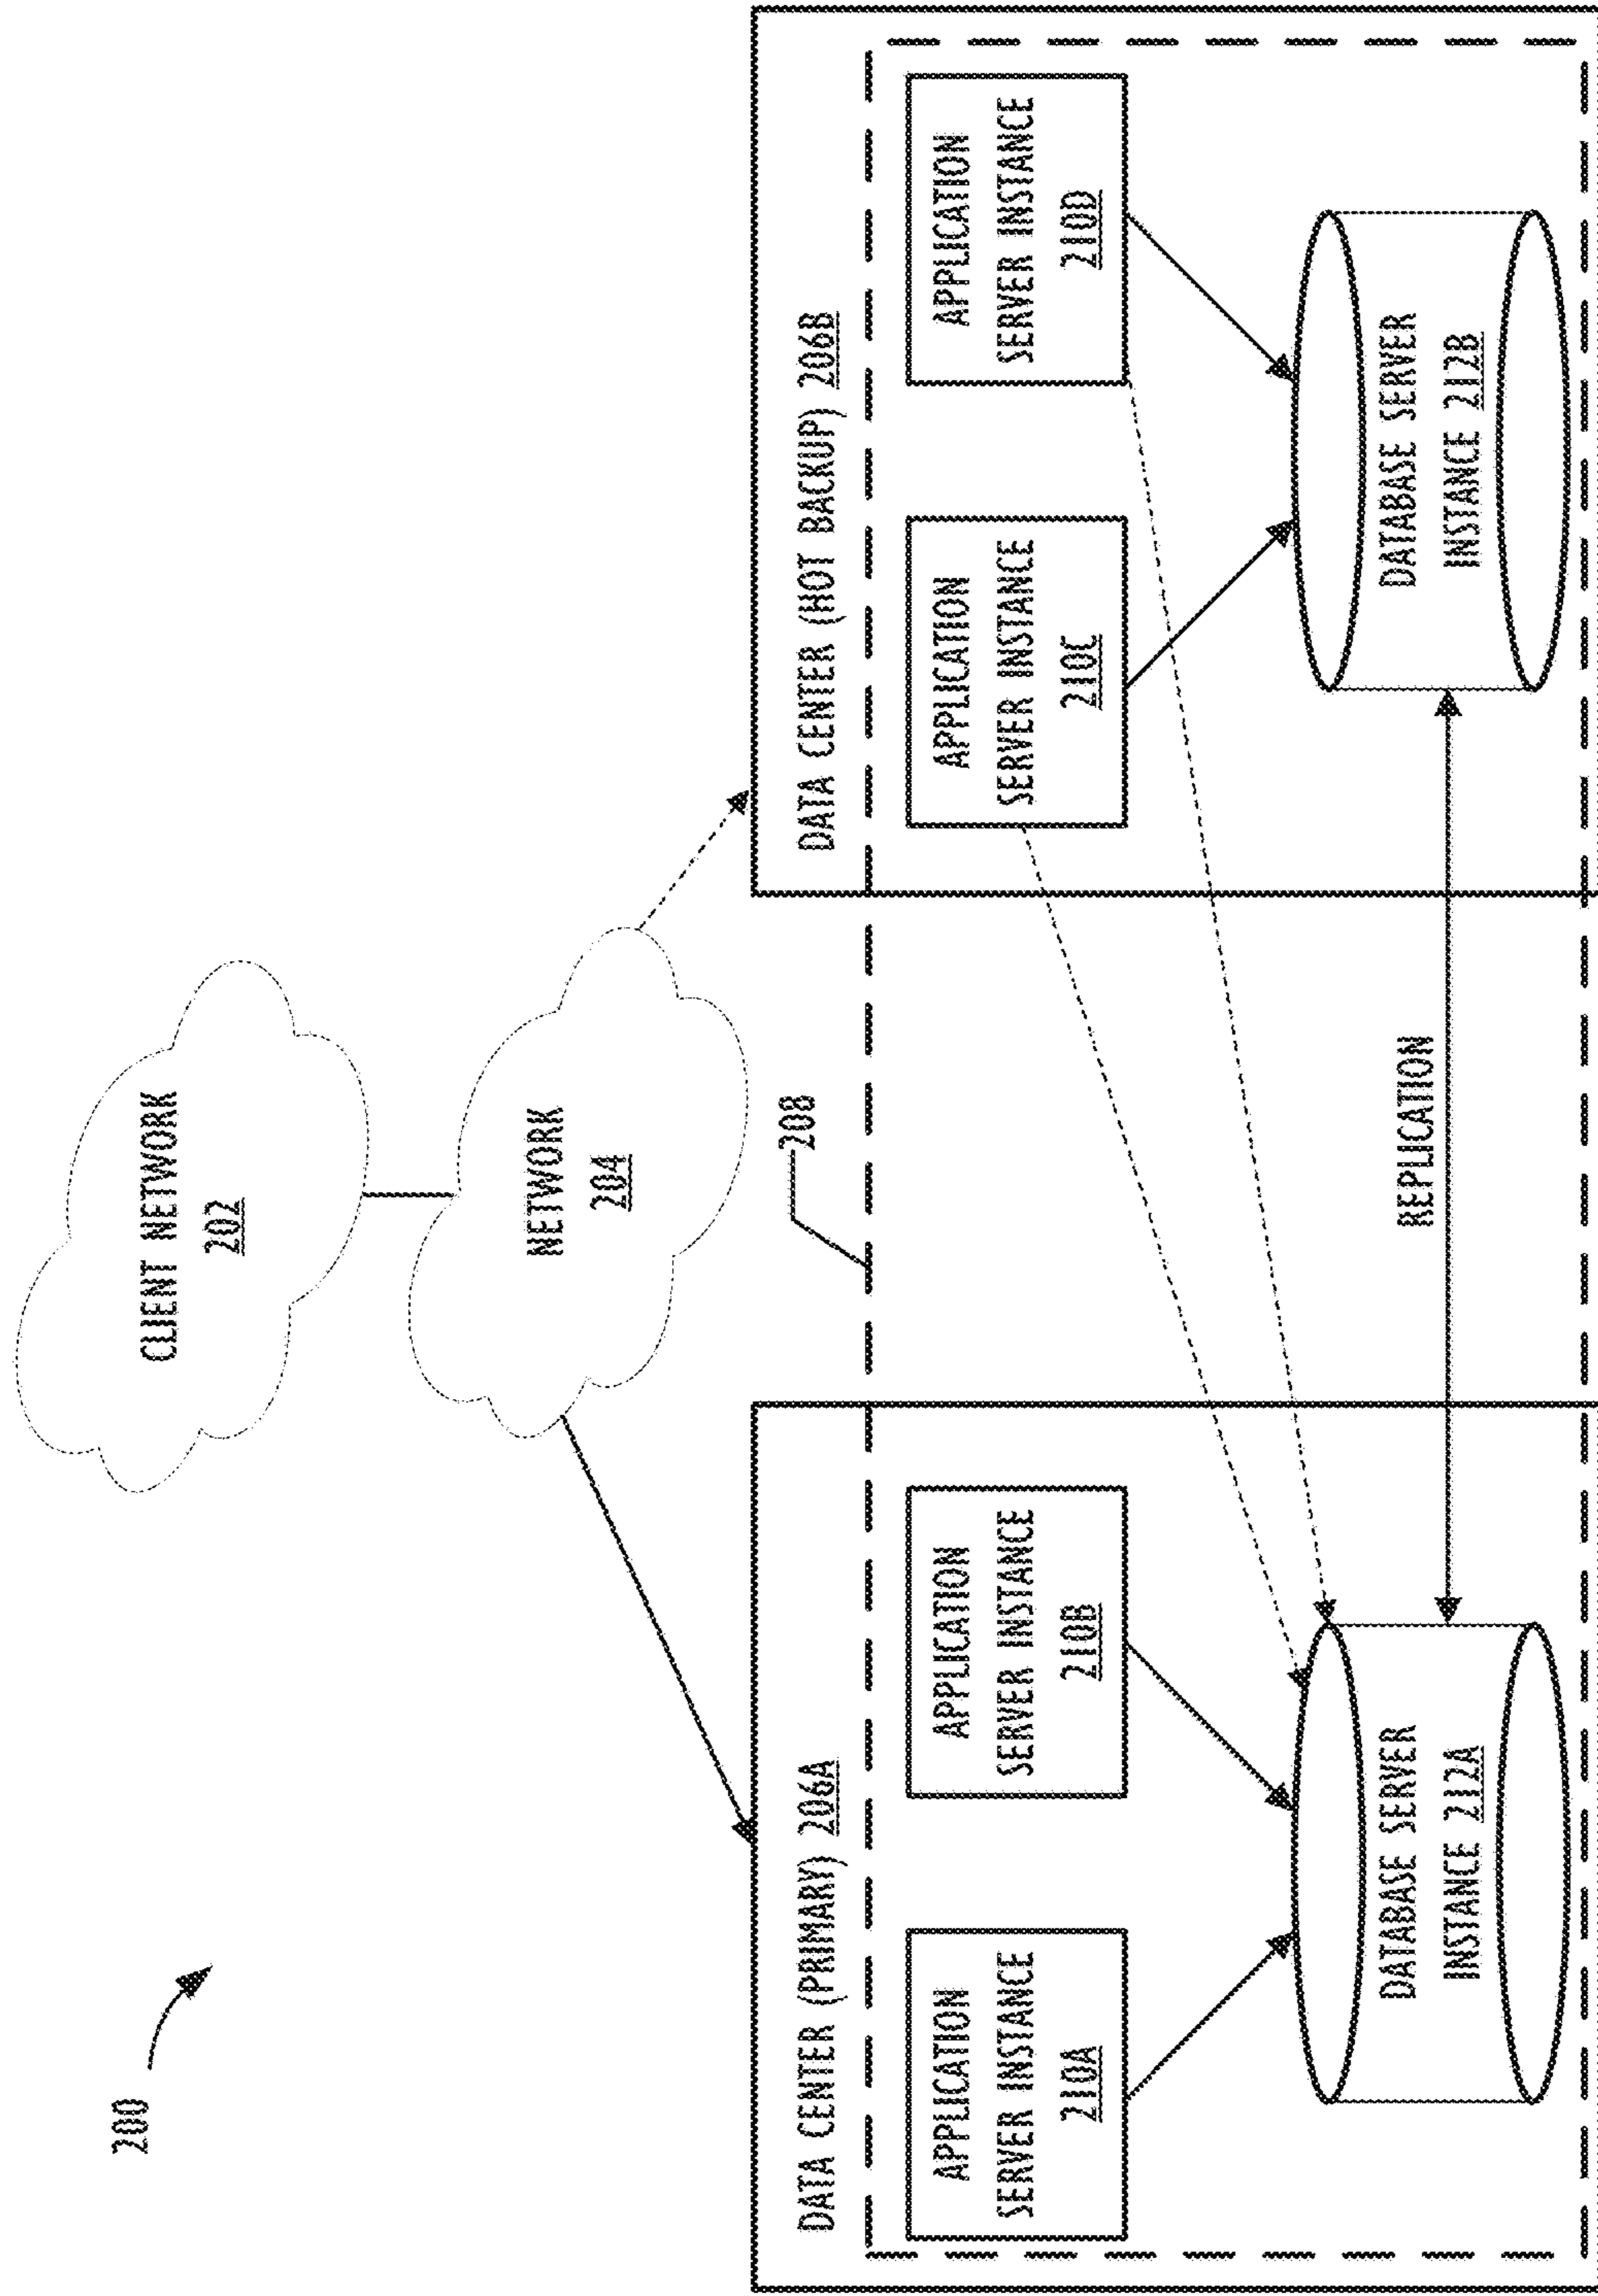 200
CLIENT NETWORK
202
NETWORK
204
208
DATA CENTER (PRIMARY) 206A
APPLICATION
SERVER INSTANCE
210A
APPLICATION
SERVER INSTANCE
210B
DATABASE SERVER
INSTANCE 212A
REPLICATION
DATA CENTER (HOT BACKUP) 206B
APPLICATION
SERVER INSTANCE
210C
APPLICATION
SERVER INSTANCE
210D
DATABASE SERVER
INSTANCE 212B